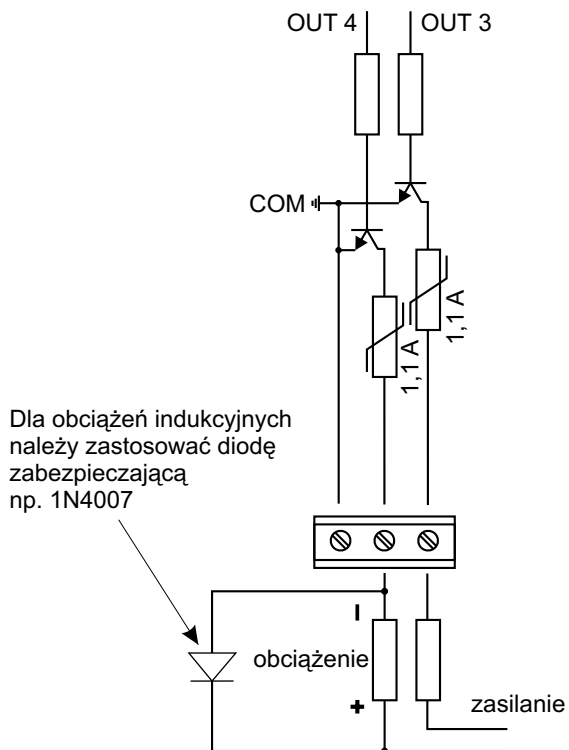 OUT 4
OUT 3
COM
1,1 A
1,1 A
Dla obciążeń indukcyjnych
należy zastosować diodę
zabezpieczającą
np. 1N4007
obciążenie
zasilanie